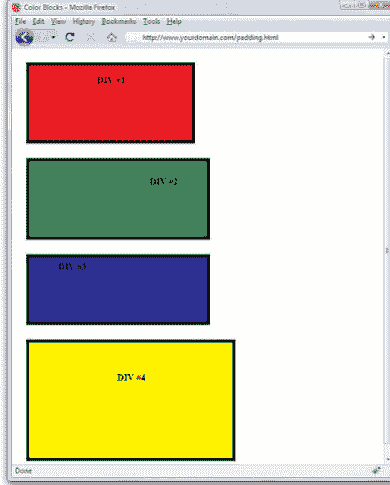 Color Blocks - Mozilla Firefox
File Edit View History Bookmarks Tools Help
http://www.yourdomain.com/padding.html
DIV #1
DIV #2
DIV #3
DIV #4
Done